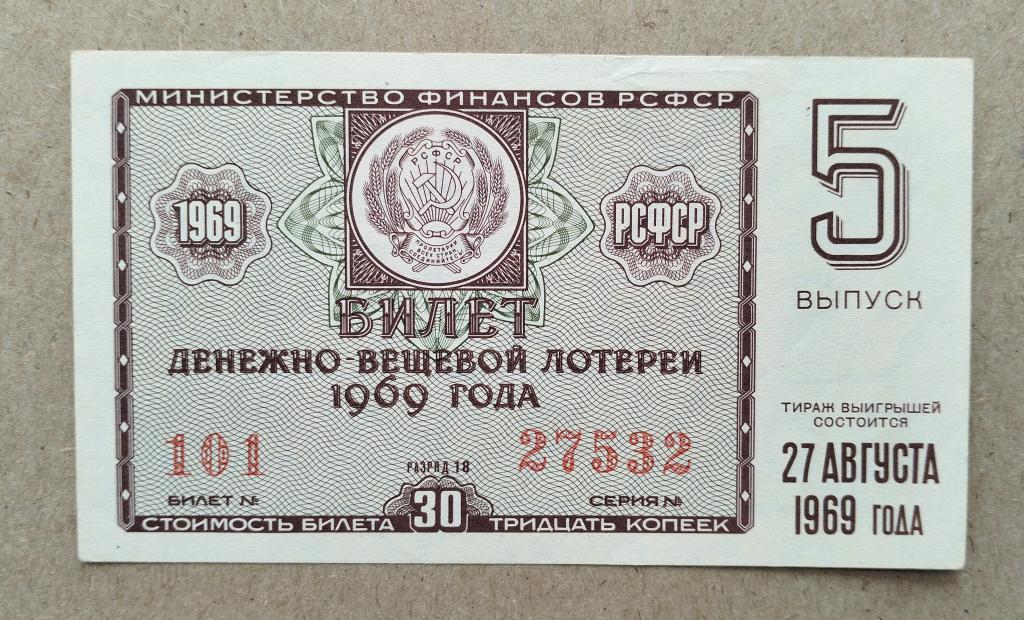 МИНИСТЕРСТВО ФИНАНСОВ РСФСР
РСФСР
ПРОЛЕТАРИИ
ВСЕХ СТРАН,
СОЕДИНЯЙТЕСЬ!
1969
РСФСР
БИЛЕТ
ДЕНЕЖНО-ВЕЩЕВОЙ ЛОТЕРЕИ
1969 ГОДА
101
27532
РАЗРЯД 18
БИЛЕТ №
СЕРИЯ №
СТОИМОСТЬ БИЛЕТА 30 ТРИДЦАТЬ КОПЕЕК
5
ВЫПУСК
ТИРАЖ ВЫИГРЫШЕЙ
СОСТОИТСЯ
27 АВГУСТА
1969 ГОДА